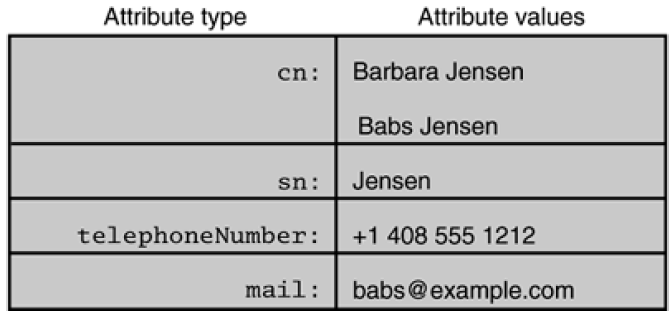 Attribute type Attribute values
cn: Barbara Jensen
Babs Jensen
sn: Jensen
telephoneNumber: +1 408 555 1212
mail: babs@example.com